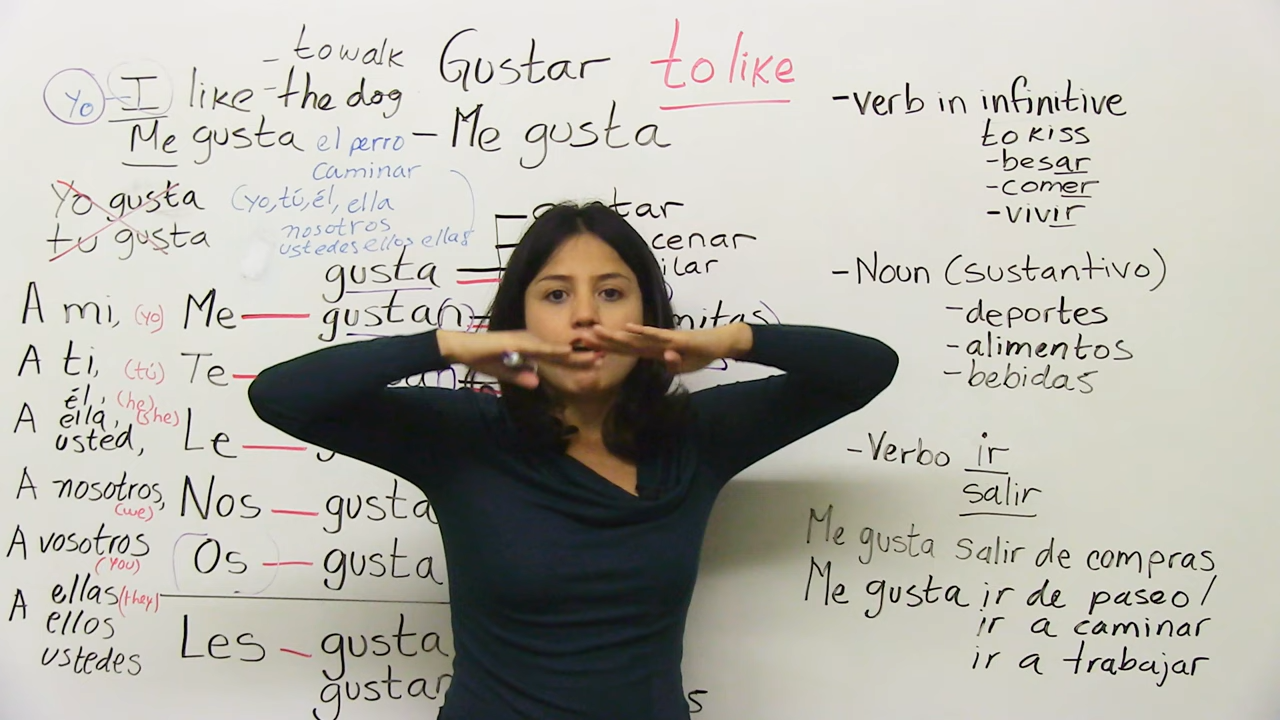 - to walk
Gustar to like
yo - I like - the dog
Me gusta el perro - Me gusta
caminar
Yo gusta (yo, tú, él, ella
tú gusta nosotros
ustedes ellos ellas)
cenar
gusta
A mi, (yo) Me — gustan
A ti, (tú) Te —
él, (he)
A ella, (she) Le —
usted,
A nosotros, (we) Nos — gusta
A vosotros (you) Os — gusta
ellas (they)
A ellos Les — gusta
ustedes
gustan
- verb in infinitive
to kiss
- besar
- comer
- vivir
- Noun (sustantivo)
- deportes
- alimentos
- bebidas
- Verbo ir
salir
Me gusta salir de compras
Me gusta ir de paseo /
ir a caminar
ir a trabajar